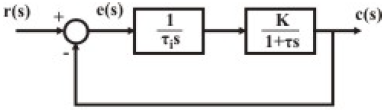 r(s) + e(s) 1/τᵢs K/1+τs c(s)
-